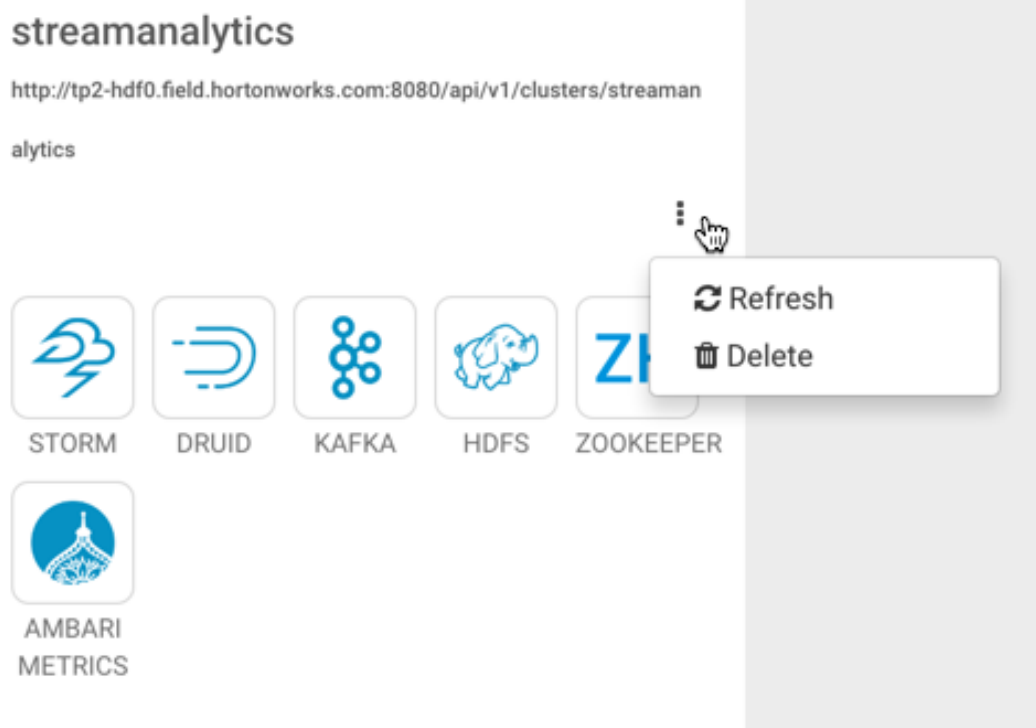 streamanalytics
http://tp2-hdf0.field.hortonworks.com:8080/api/v1/clusters/streaman
alytics
Refresh
Delete
STORM
DRUID
KAFKA
HDFS
ZOOKEEPER
AMBARI
METRICS